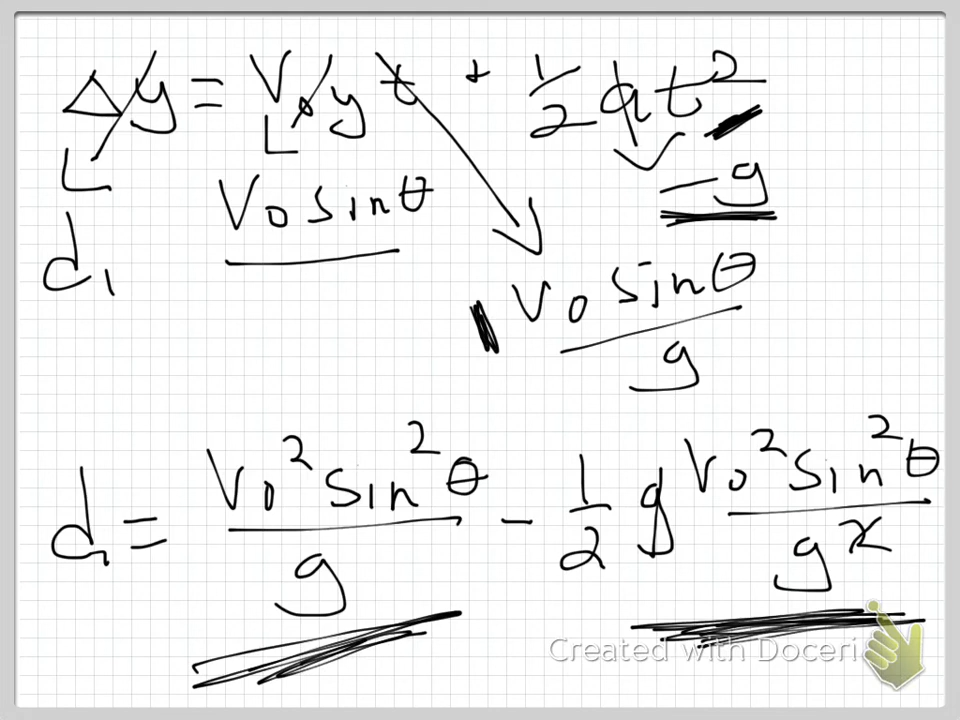 Δy = V₀y t + 1/2 a t²
d₁ V₀ sinθ -g
V₀ sinθ / g
d₁ = V₀² sin²θ / g - 1/2 g V₀² sin²θ / g²
Created with Doceri